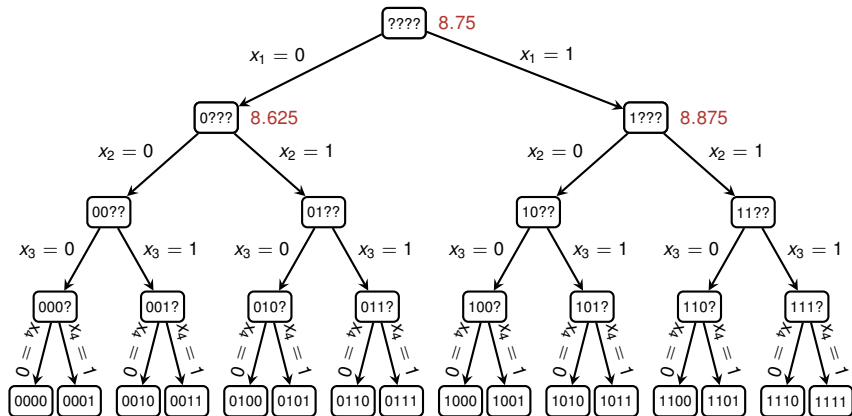 ???? 8.75
x₁ = 0 x₁ = 1
0??? 8.625 1??? 8.875
x₂ = 0 x₂ = 1 x₂ = 0 x₂ = 1
00?? 01?? 10?? 11??
x₃ = 0 x₃ = 1 x₃ = 0 x₃ = 1 x₃ = 0 x₃ = 1 x₃ = 0 x₃ = 1
000? 001? 010? 011? 100? 101? 110? 111?
x₄ = 0 x₄ = 1 x₄ = 0 x₄ = 1 x₄ = 0 x₄ = 1 x₄ = 0 x₄ = 1 x₄ = 0 x₄ = 1 x₄ = 0 x₄ = 1 x₄ = 0 x₄ = 1 x₄ = 0 x₄ = 1
0000 0001 0010 0011 0100 0101 0110 0111 1000 1001 1010 1011 1100 1101 1110 1111